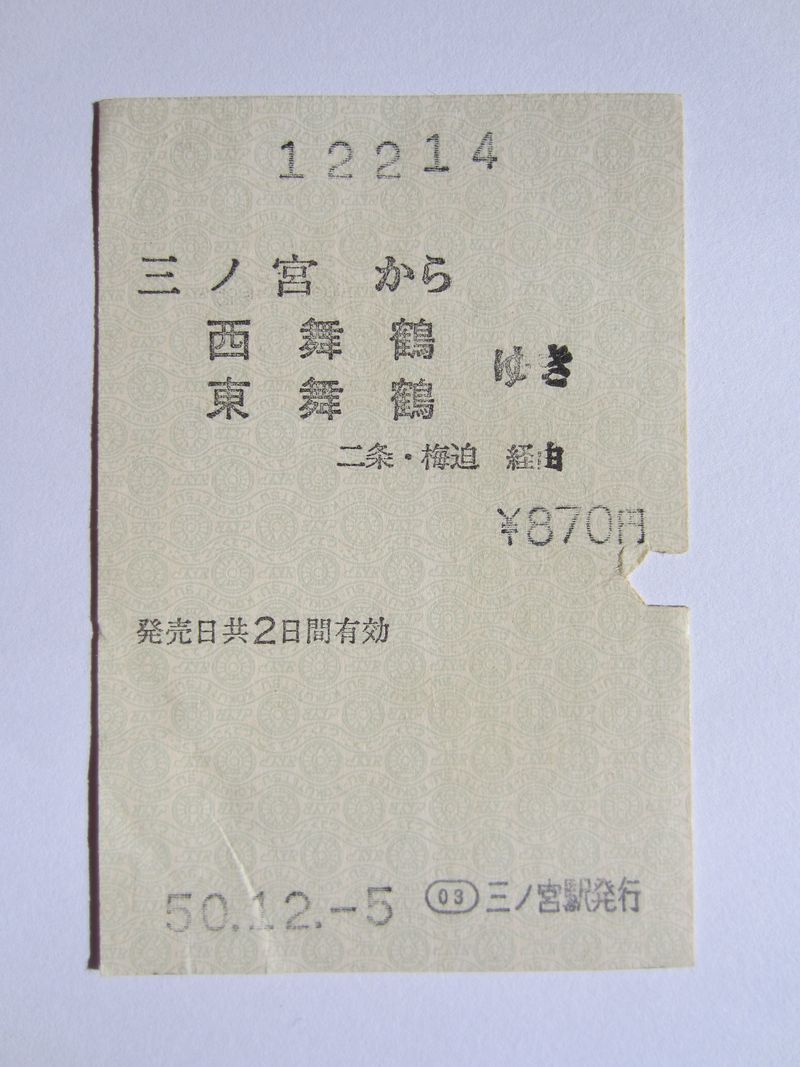 12214
三ノ宮 から
西舞鶴
東舞鶴 ゆき
二条・梅迫 経由
¥870円
発売日共2日間有効
50.12.-5 03 三ノ宮駅発行